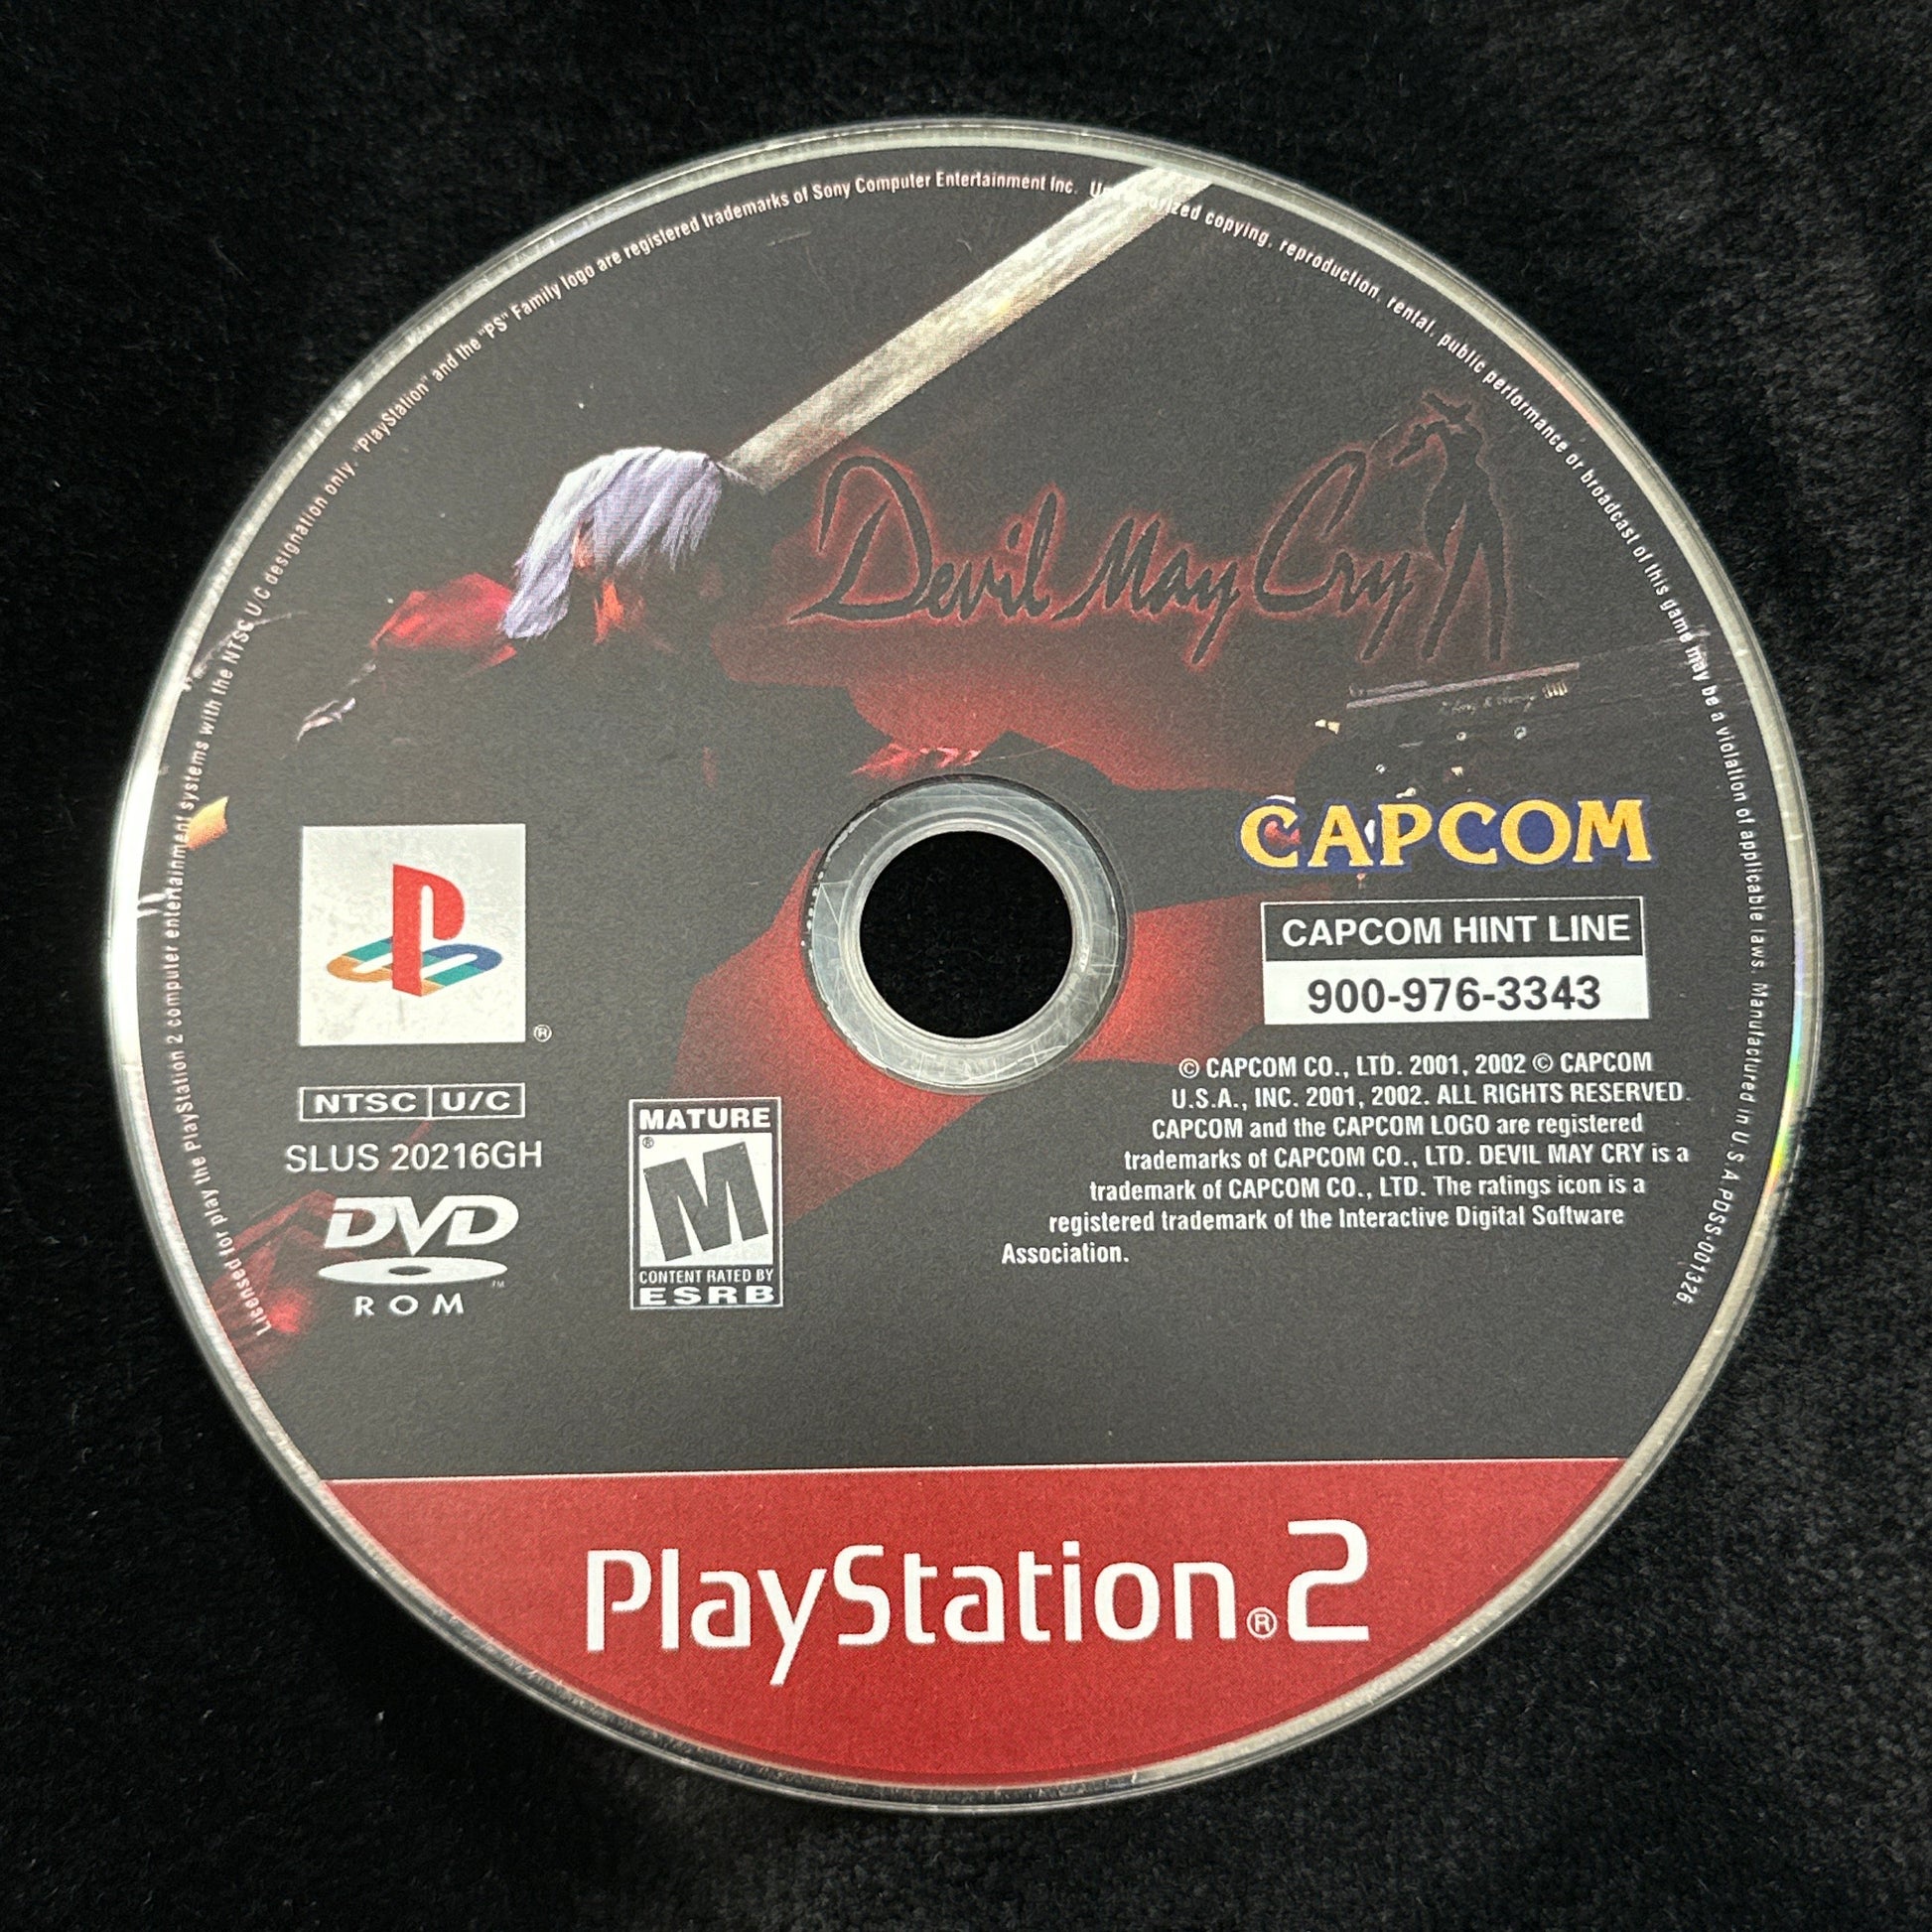 Licensed for play the PlayStation 2 computer entertainment systems with the NTSC U/C designation only. "PlayStation" and the "PS" Family logo are registered trademarks of Sony Computer Entertainment Inc. Unauthorized copying, reproduction, rental, public performance or broadcast of this game may be a violation of applicable laws. Manufactured in U S A PDSS-001326.
Devil May Cry
CAPCOM
CAPCOM HINT LINE
900-976-3343
®
NTSC U/C
SLUS 20216GH
DVD
™
ROM
MATURE
®
M
CONTENT RATED BY
ESRB
© CAPCOM CO., LTD. 2001, 2002 © CAPCOM
U.S.A., INC. 2001, 2002. ALL RIGHTS RESERVED.
CAPCOM and the CAPCOM LOGO are registered
trademarks of CAPCOM CO., LTD. DEVIL MAY CRY is a
trademark of CAPCOM CO., LTD. The ratings icon is a
registered trademark of the Interactive Digital Software
Association.
PlayStation®2